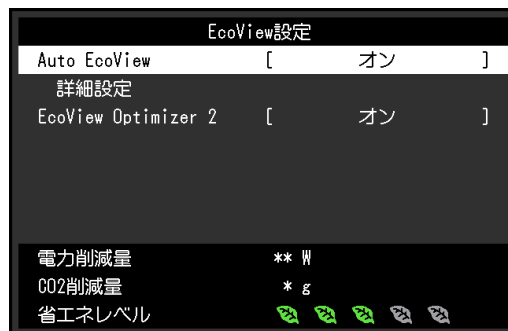 EcoView設定
Auto EcoView [ オン ]
詳細設定
EcoView Optimizer 2 [ オン ]
電力削減量 ** W
CO2削減量 * g
省エネレベル